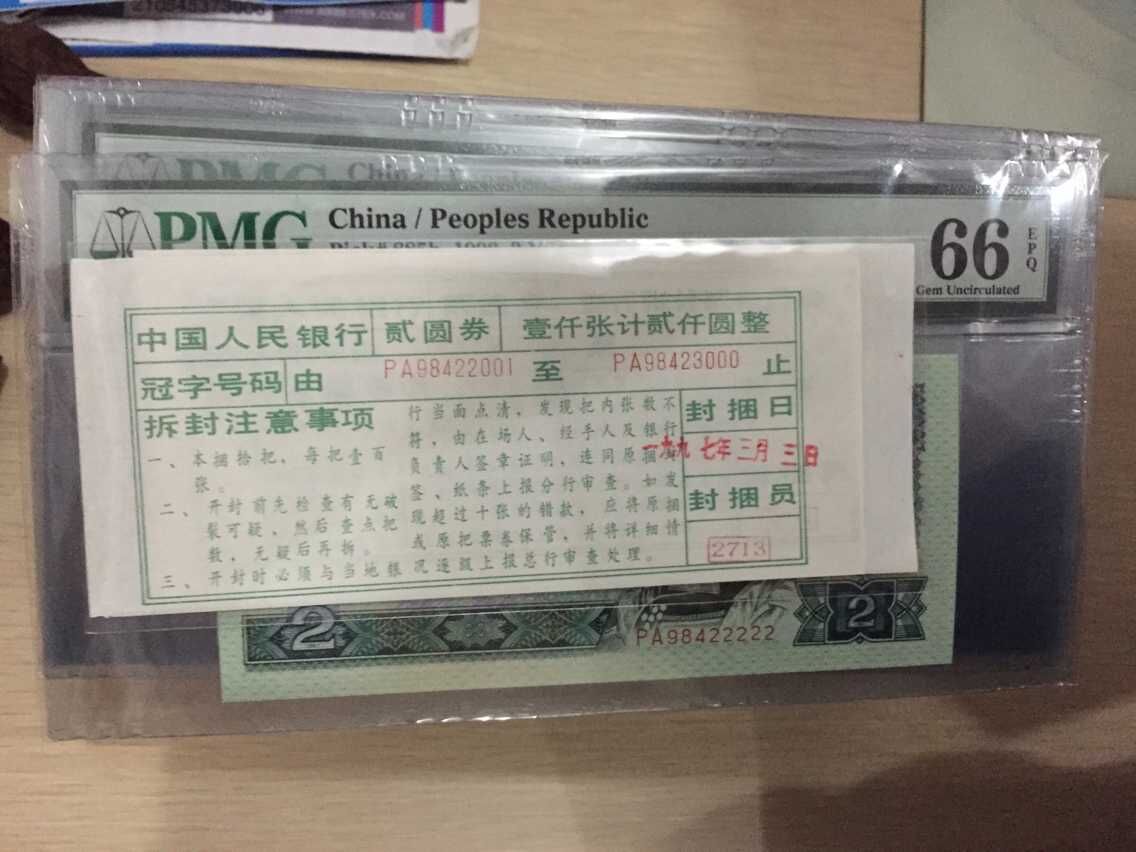 China / Peoples Republic
PMG
China / Peoples Republic
66
EPQ
Gem Uncirculated
中国人民银行 贰圆券 壹仟张计贰仟圆整
冠字号码 由 PA98422001 至 PA98423000 止
拆封注意事项
一、本捆拾把，每把壹百
张。
二、开封前先检查有无破
裂可疑，然后查点把
数，无疑后再拆。
三、开封时必须与当地银
行当面点清，发现把内张数不
符，由在场人、经手人及银行
负责人签章证明，连同原捆
签、纸条上报分行审查。如发
现超过十张的错款，应将原捆
或原把票券保管，并将详细情
况逐级上报总行审查处理。
封捆日
一九九七年三月三日
封捆员
2713
2
PA98422222
2